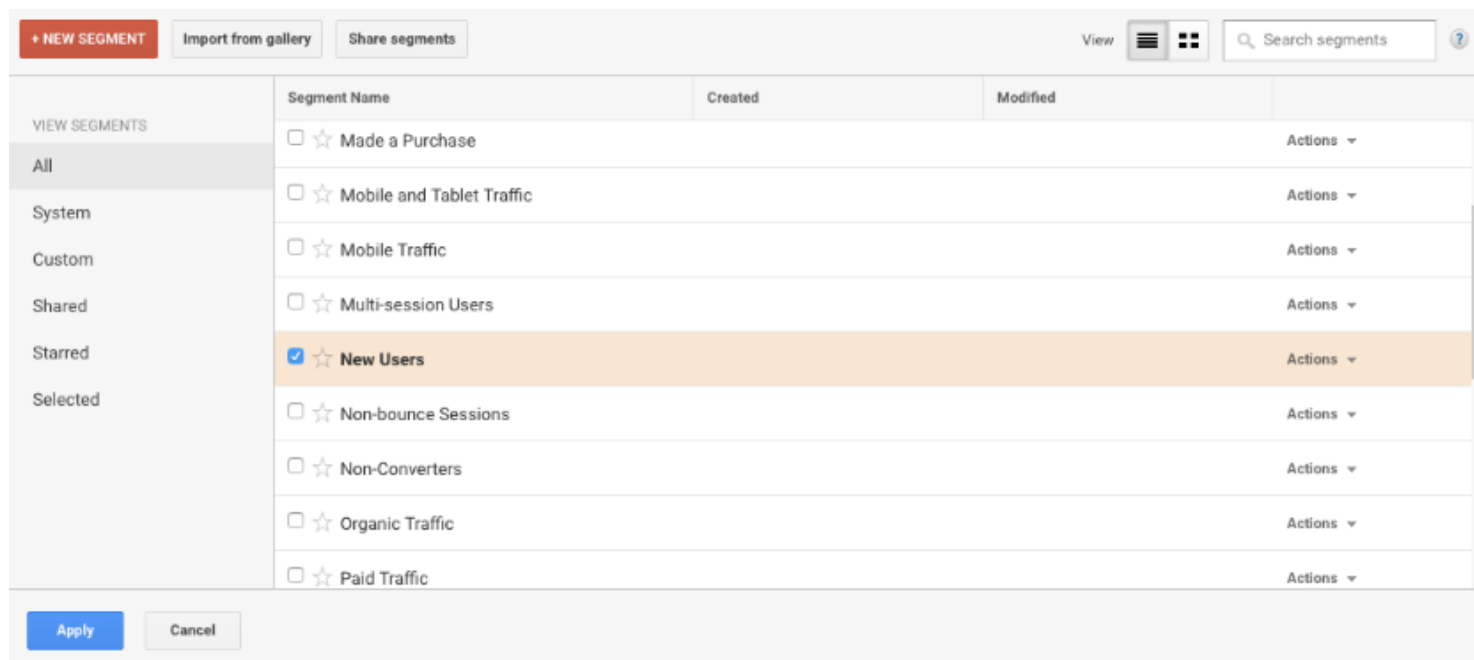 + NEW SEGMENT Import from gallery Share segments View Search segments ?
VIEW SEGMENTS
All
System
Custom
Shared
Starred
Selected
Segment Name Created Modified
Made a Purchase Actions
Mobile and Tablet Traffic Actions
Mobile Traffic Actions
Multi-session Users Actions
New Users Actions
Non-bounce Sessions Actions
Non-Converters Actions
Organic Traffic Actions
Paid Traffic Actions
Apply Cancel